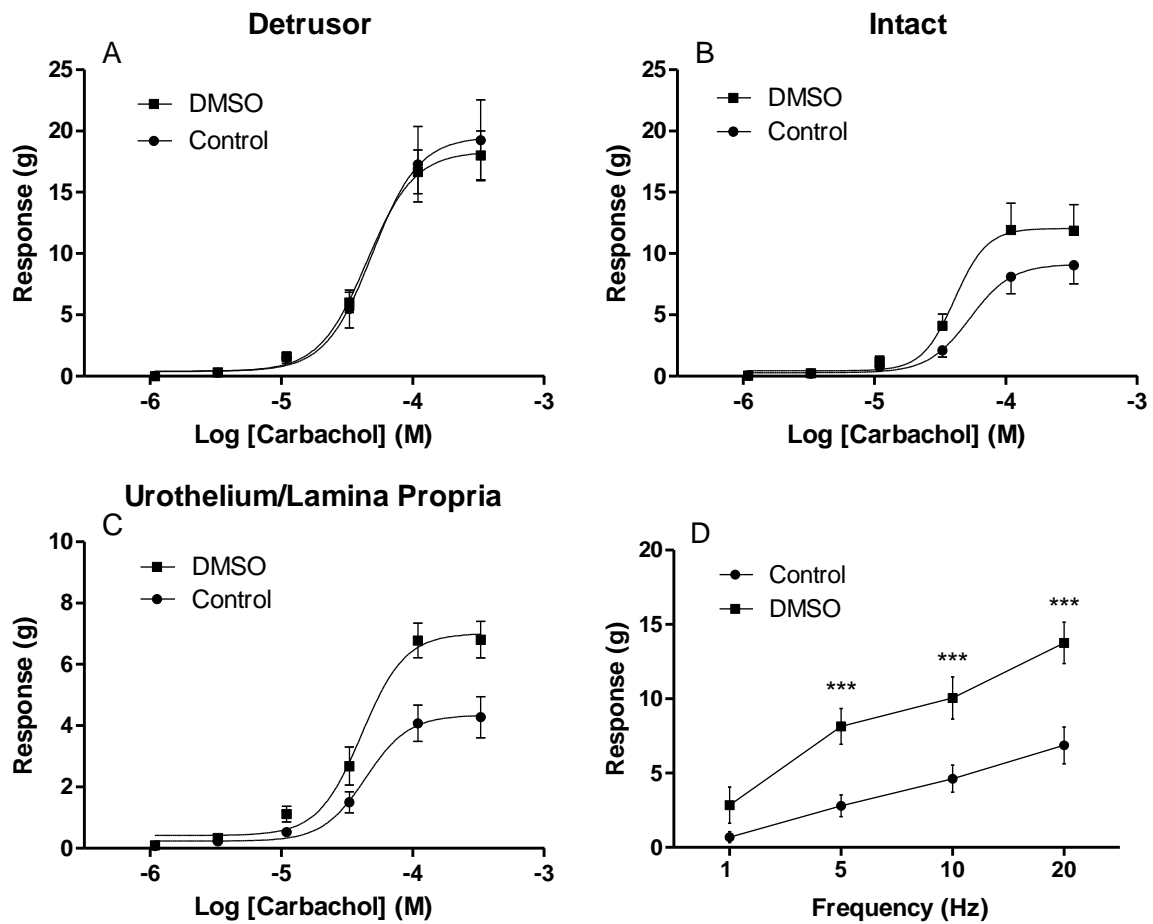 Detrusor
A
DMSO
Control
25
20
15
10
5
0
Response (g)
-6 -5 -4 -3
Log [Carbachol] (M)
Intact
B
DMSO
Control
25
20
15
10
5
0
Response (g)
-6 -5 -4 -3
Log [Carbachol] (M)
Urothelium/Lamina Propria
C
DMSO
Control
10
8
6
4
2
0
Response (g)
-6 -5 -4 -3
Log [Carbachol] (M)
D
Control
DMSO
20
15
10
5
0
Response (g)
***
***
***
1 5 10 20
Frequency (Hz)